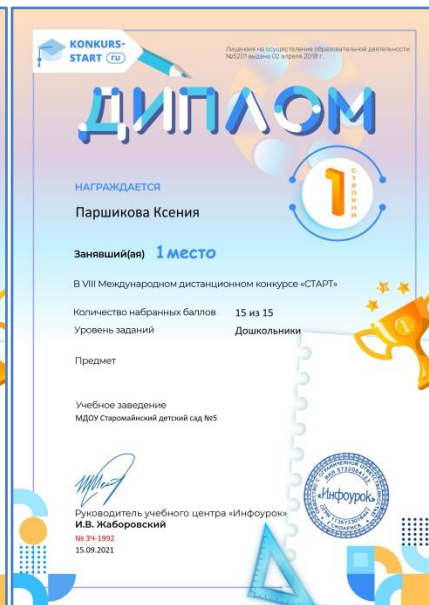 KONKURS-
START ru
Лицензия на осуществление образовательной деятельности
№5201 выдана 02 апреля 2018 г.
ДИПЛОМ
1
степени
НАГРАЖДАЕТСЯ
Паршикова Ксения
Занявший(ая) 1 место
В VIII Международном дистанционном конкурсе «СТАРТ»
Количество набранных баллов 15 из 15
Уровень заданий Дошкольники
Предмет
Учебное заведение
МДОУ Старомайнский детский сад №5
Руководитель учебного центра «Инфоурок»
И.В. Жаборовский
№ ЗЧ-1992
15.09.2021
«Инфоурок»